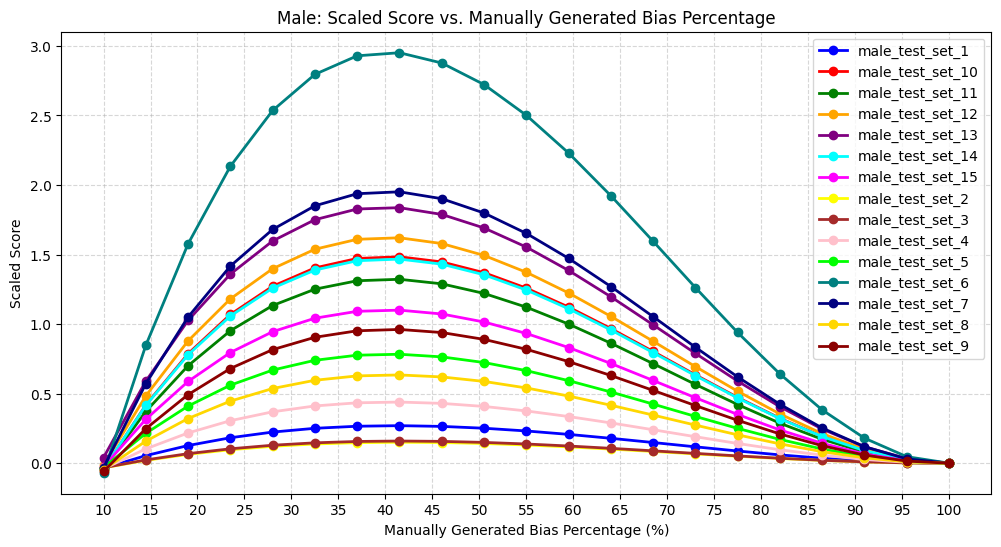 Male: Scaled Score vs. Manually Generated Bias Percentage
Scaled Score
3.0
2.5
2.0
1.5
1.0
0.5
0.0
10 15 20 25 30 35 40 45 50 55 60 65 70 75 80 85 90 95 100
Manually Generated Bias Percentage (%)
male_test_set_1
male_test_set_10
male_test_set_11
male_test_set_12
male_test_set_13
male_test_set_14
male_test_set_15
male_test_set_2
male_test_set_3
male_test_set_4
male_test_set_5
male_test_set_6
male_test_set_7
male_test_set_8
male_test_set_9